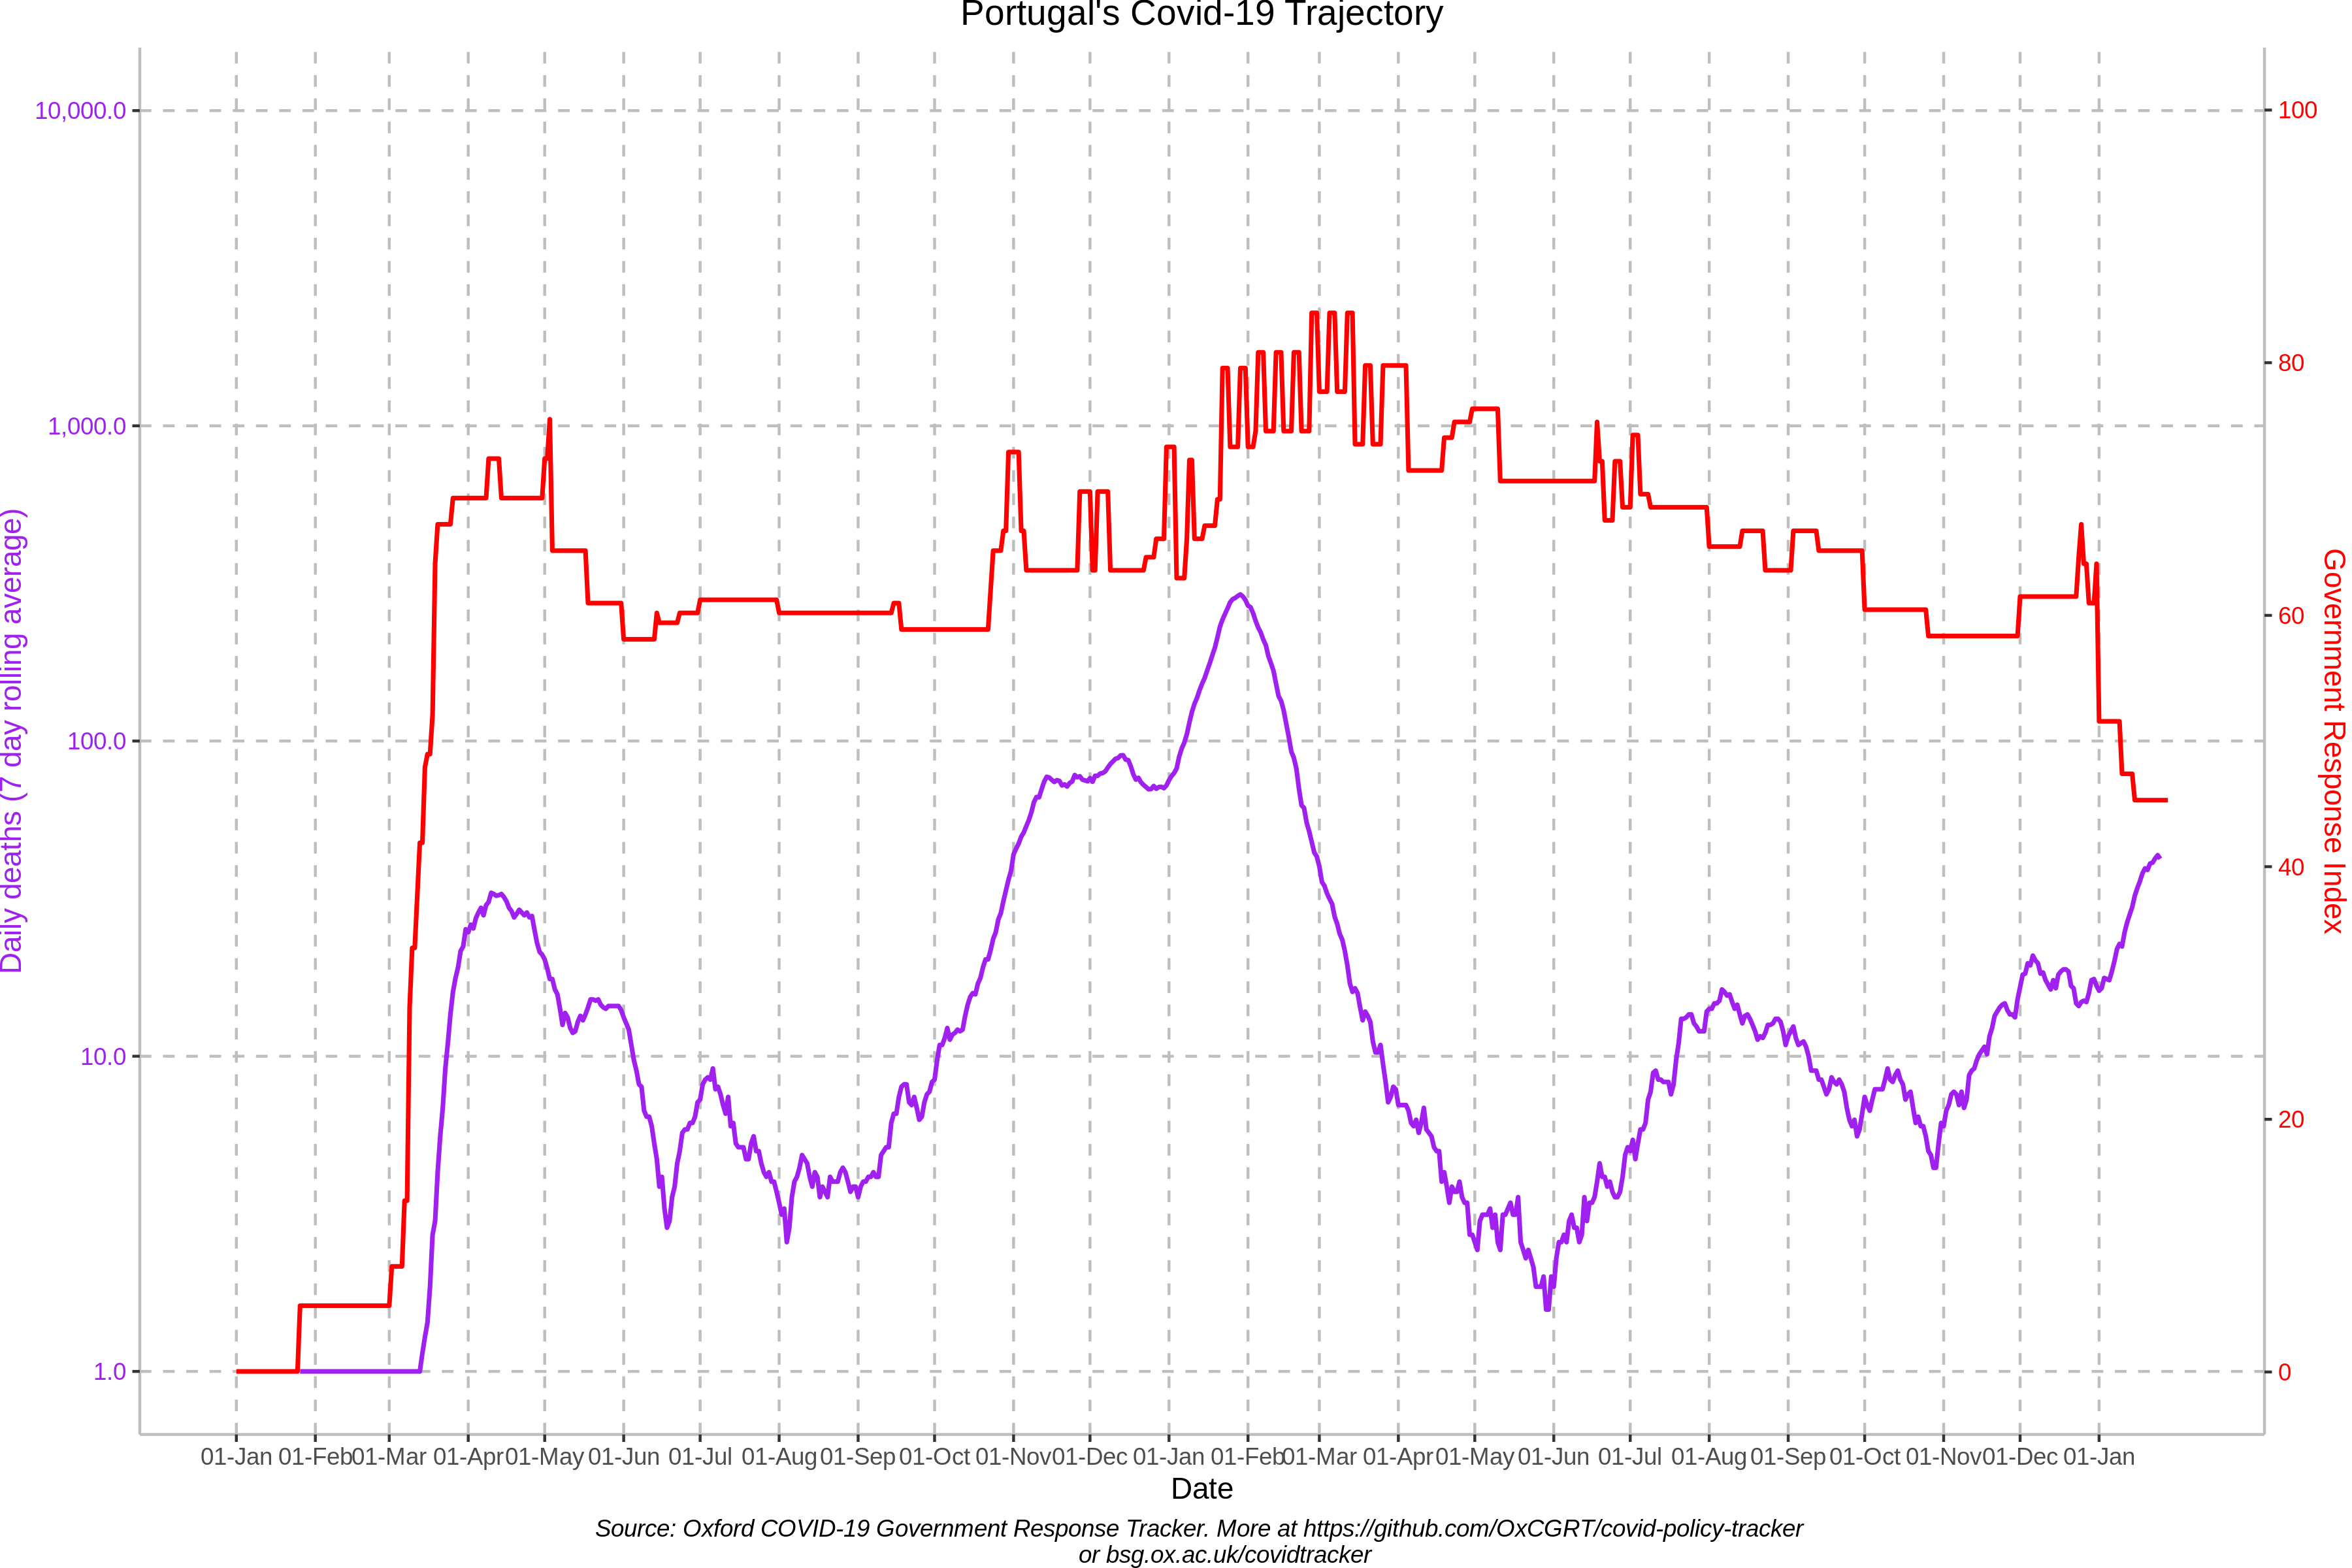 Portugal's Covid-19 Trajectory
10,000.0
1,000.0
100.0
10.0
1.0
Daily deaths (7 day rolling average)
100
80
60
40
20
0
Government Response Index
01-Jan 01-Feb 01-Mar 01-Apr 01-May 01-Jun 01-Jul 01-Aug 01-Sep 01-Oct 01-Nov 01-Dec 01-Jan 01-Feb 01-Mar 01-Apr 01-May 01-Jun 01-Jul 01-Aug 01-Sep 01-Oct 01-Nov 01-Dec 01-Jan
Date
Source: Oxford COVID-19 Government Response Tracker. More at https://github.com/OxCGRT/covid-policy-tracker
or bsg.ox.ac.uk/covidtracker